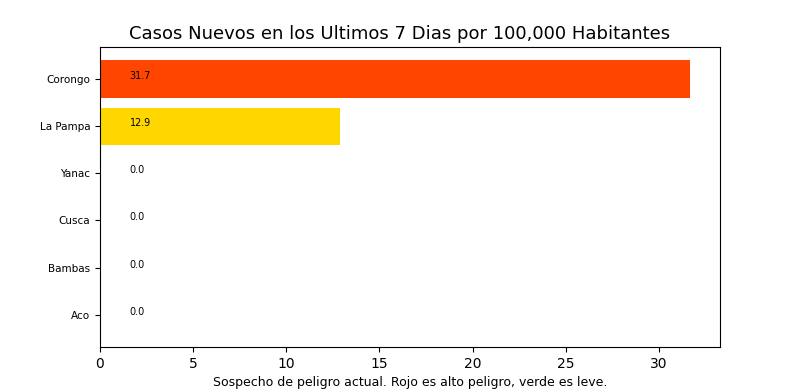 Casos Nuevos en los Ultimos 7 Dias por 100,000 Habitantes
Corongo 31.7
La Pampa 12.9
Yanac 0.0
Cusca 0.0
Bambas 0.0
Aco 0.0
0 5 10 15 20 25 30
Sospecho de peligro actual. Rojo es alto peligro, verde es leve.